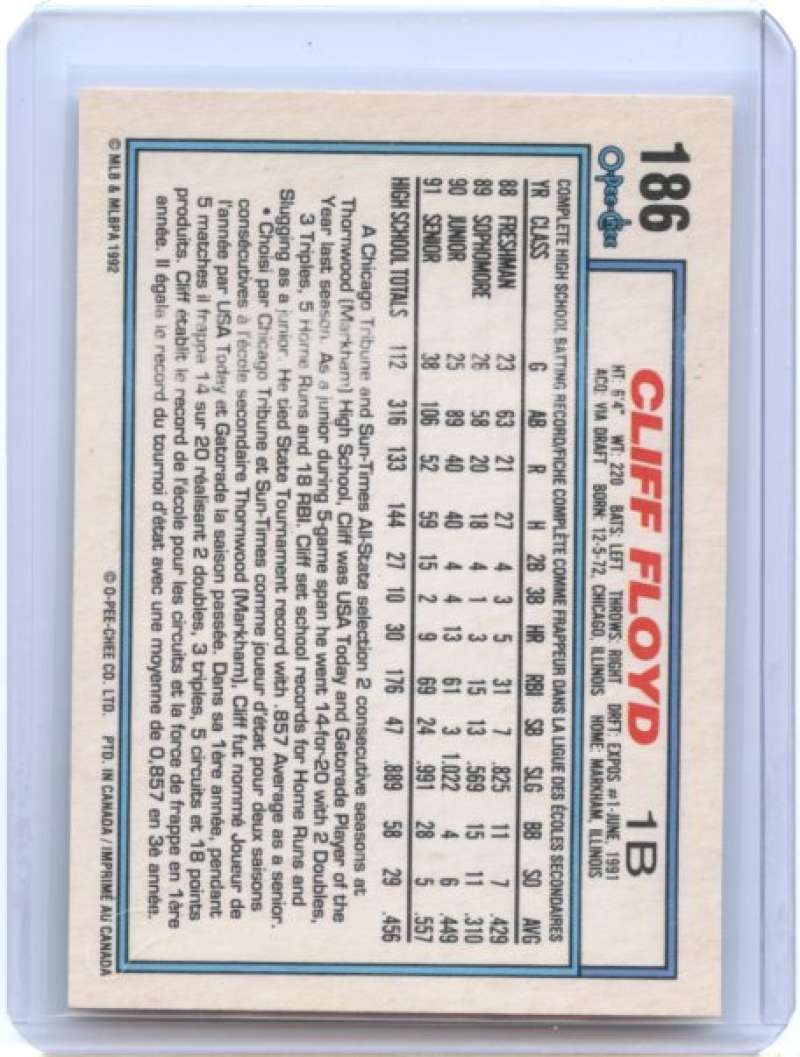 186
O-Pee-Chee
CLIFF FLOYD 1B
HT: 6'4" WT: 220 BATS: LEFT THROWS: RIGHT DRFT: EXPOS #1-JUNE, 1991
ACQ: VIA DRAFT BORN: 12-5-72, CHICAGO, ILLINOIS HOME: MARKHAM, ILLINOIS
COMPLETE HIGH SCHOOL BATTING RECORD/FICHE COMPLÈTE COMME FRAPPEUR DANS LA LIGUE DES ÉCOLES SECONDAIRES
YR CLASS G AB R H 2B 3B HR RBI SB SLG BB SO AVG
88 FRESHMAN 23 63 21 27 4 3 5 31 7 .825 11 7 .429
89 SOPHOMORE 26 58 20 18 4 1 3 15 13 .569 15 11 .310
90 JUNIOR 25 89 40 40 4 4 13 61 3 1.022 4 6 .449
91 SENIOR 38 106 52 59 15 2 9 69 24 .991 28 5 .557
HIGH SCHOOL TOTALS 112 316 133 144 27 10 30 176 47 .889 58 29 .456
A Chicago Tribune and Sun-Times All-State selection 2 consecutive seasons at
Thornwood (Markham) High School, Cliff was USA Today and Gatorade Player of the
Year last season. As a junior during 5-game span he went 14-for-20 with 2 Doubles,
3 Triples, 5 Home Runs and 18 RBI. Cliff set school records for Home Runs and
Slugging as a junior. He tied State Tournament record with .857 Average as a senior.
• Choisi par Chicago Tribune et Sun-Times comme joueur d'état pour deux saisons
consécutives à l'école secondaire Thornwood (Markham), Cliff fut nommé Joueur de
l'année par USA Today et Gatorade la saison passée. Dans sa 1ère année, pendant
5 matches il frappa 14 sur 20 réalisant 2 doubles, 3 triples, 5 circuits et 18 points
produits. Cliff établit le record de l'école pour les circuits et la force de frappe en 1ère
année. Il égala le record du tournoi d'état avec une moyenne de 0,857 en 3è année.
© MLB & MLBPA 1992 © O-PEE-CHEE CO. LTD. PTD. IN CANADA / IMPRIMÉ AU CANADA